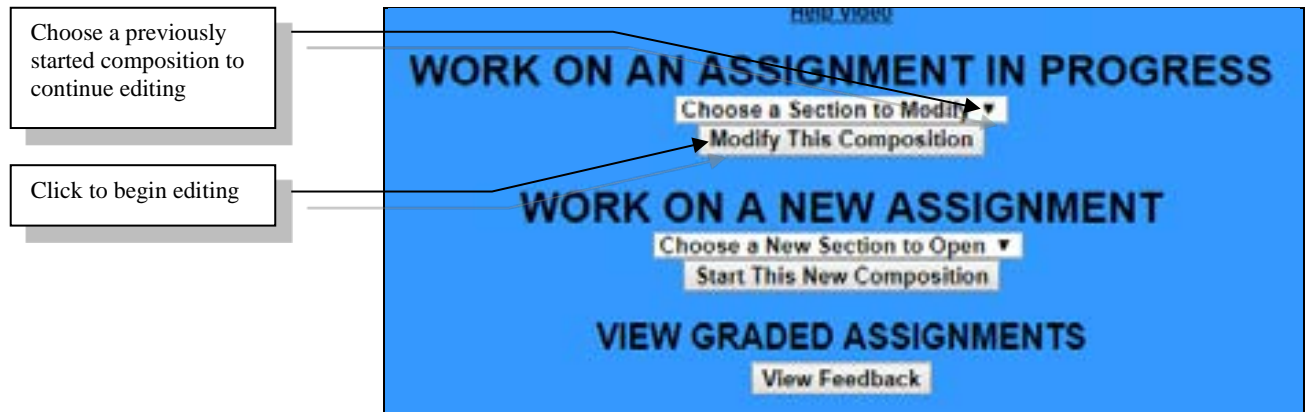 Choose a previously
started composition to
continue editing
Click to begin editing
Help Video
WORK ON AN ASSIGNMENT IN PROGRESS
Choose a Section to Modify ▼
Modify This Composition
WORK ON A NEW ASSIGNMENT
Choose a New Section to Open ▼
Start This New Composition
VIEW GRADED ASSIGNMENTS
View Feedback